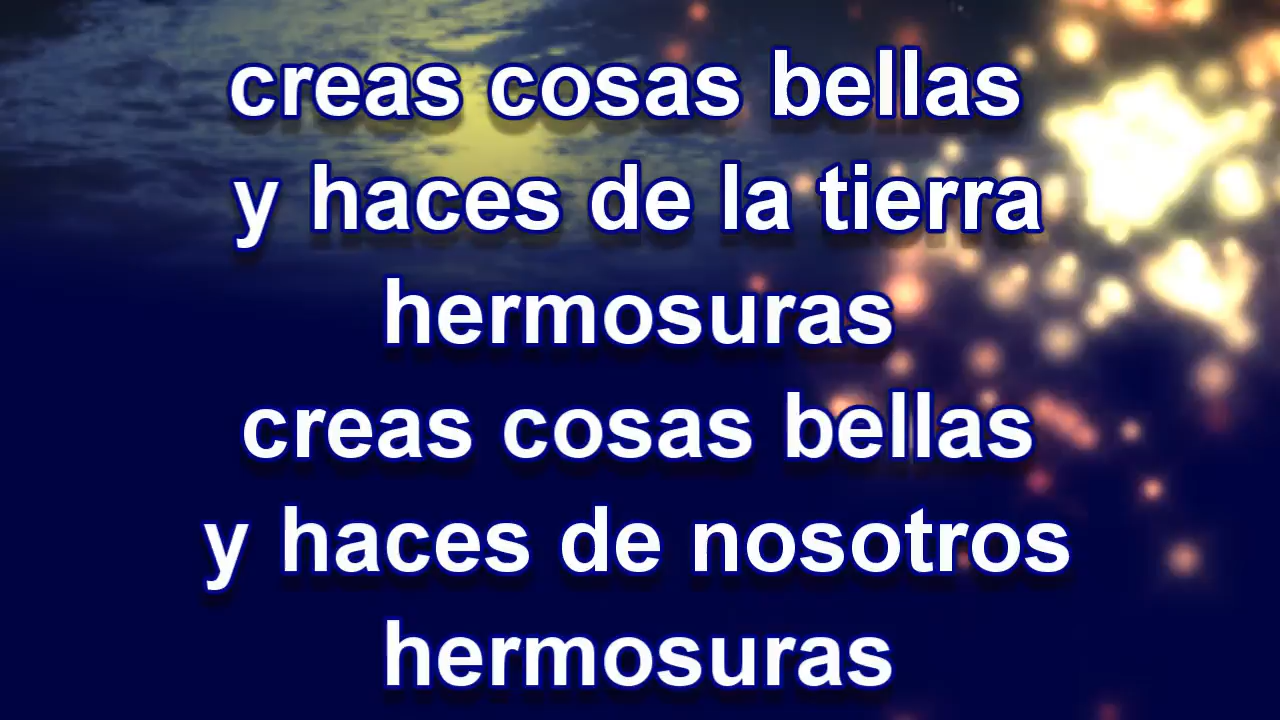 creas cosas bellas
y haces de la tierra
hermosuras
creas cosas bellas
y haces de nosotros
hermosuras